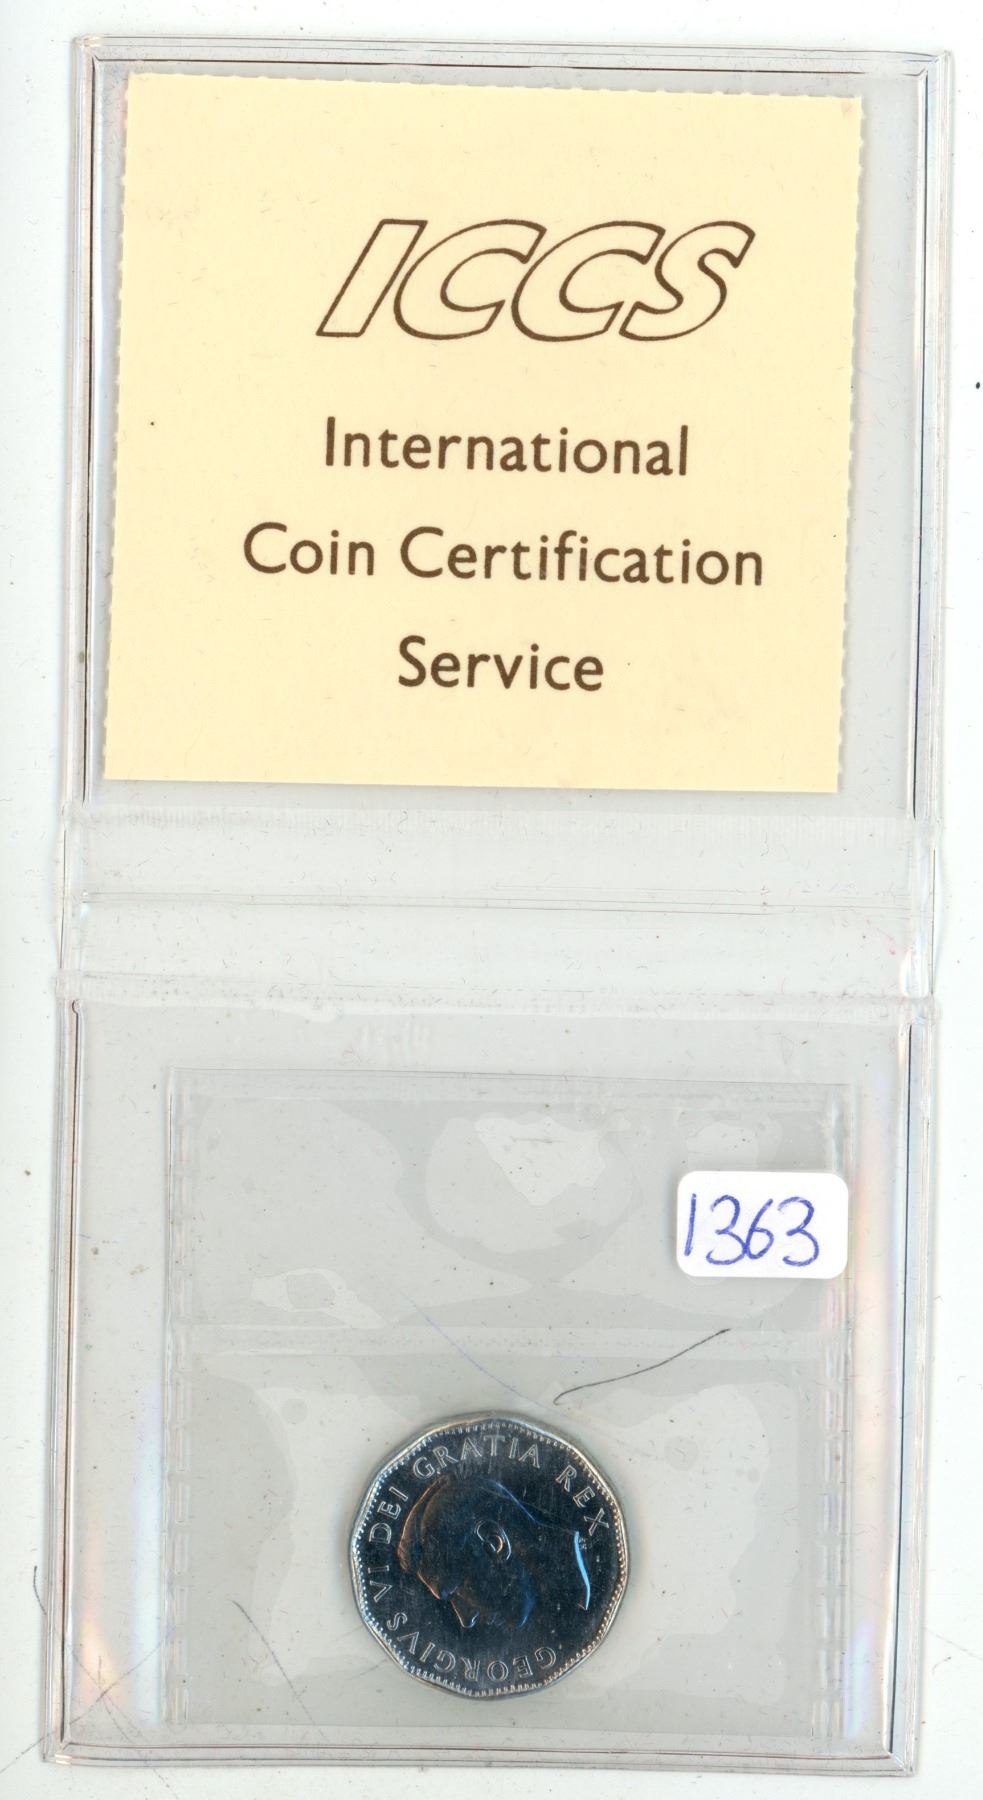 ICCS
International
Coin Certification
Service
1363
GEORGIVS VI DEI GRATIA REX